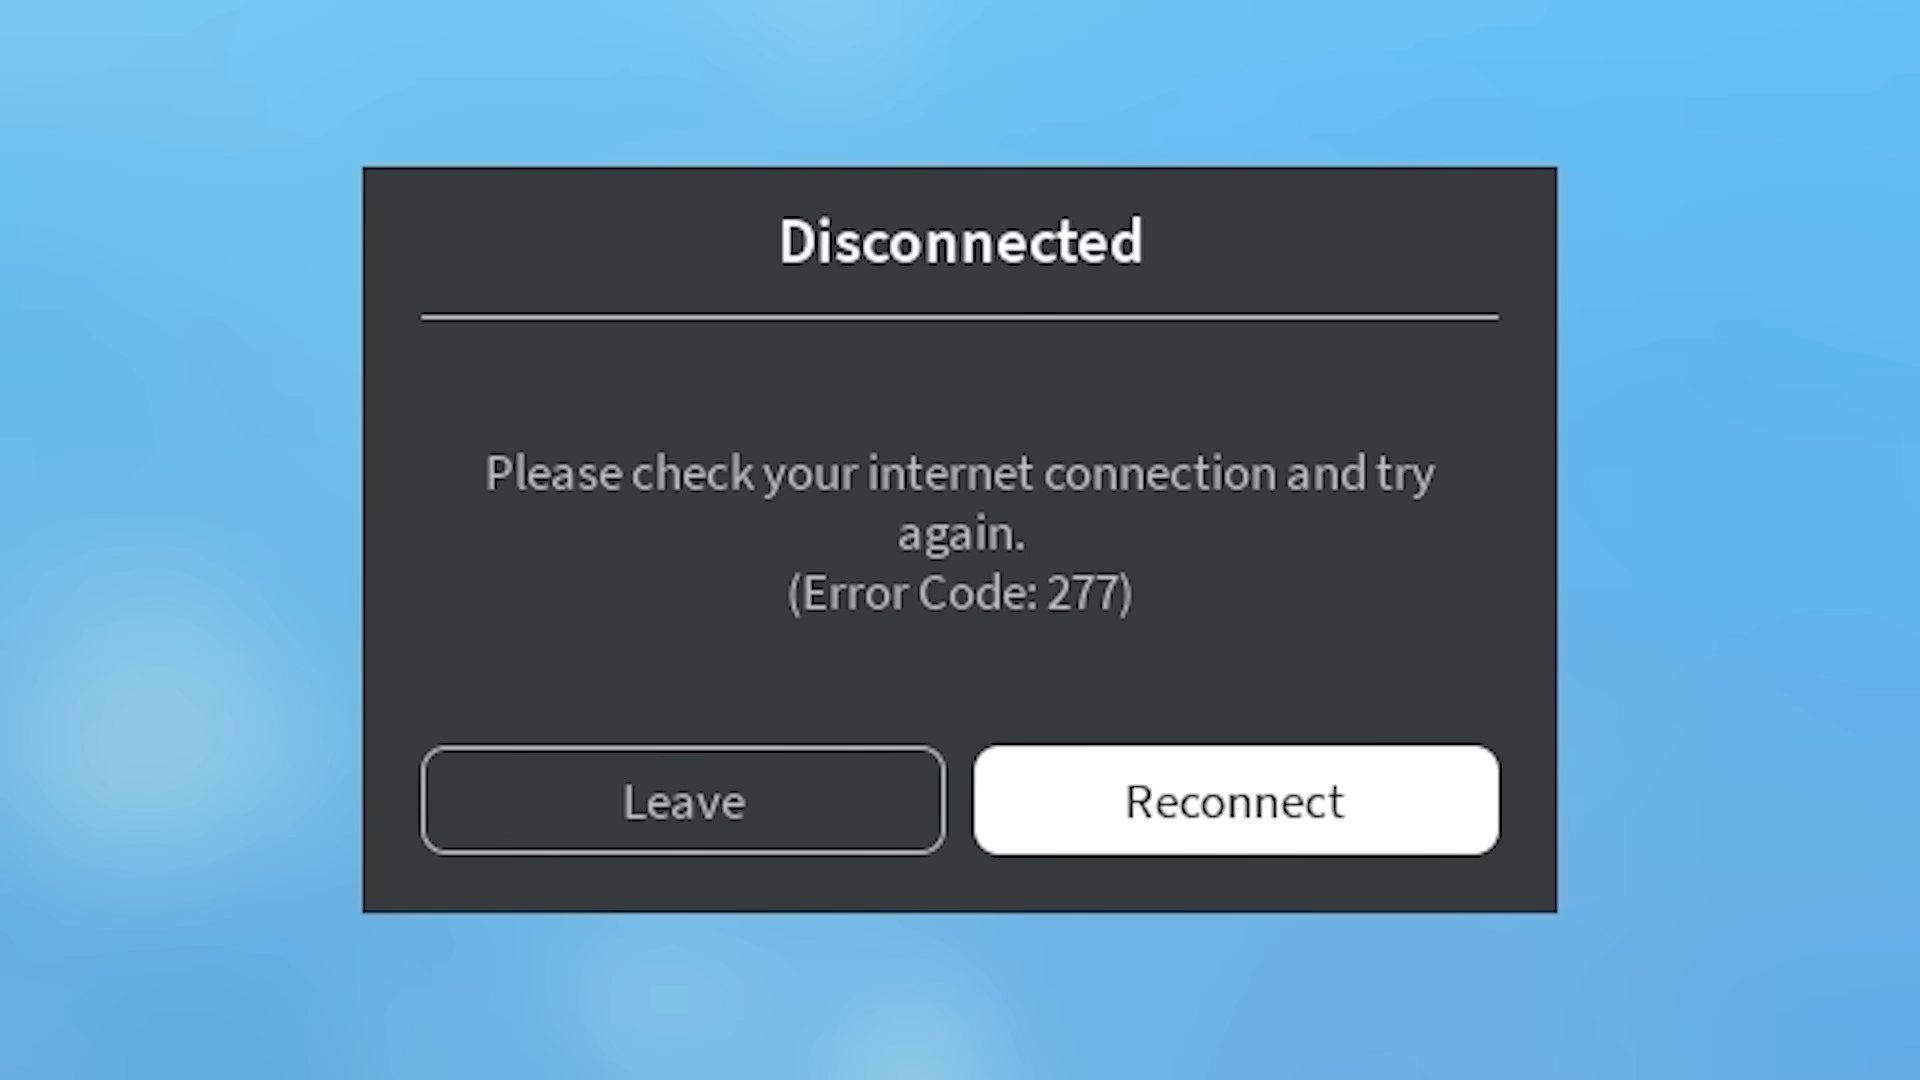 Disconnected
Please check your internet connection and try
again.
(Error Code: 277)
Leave
Reconnect